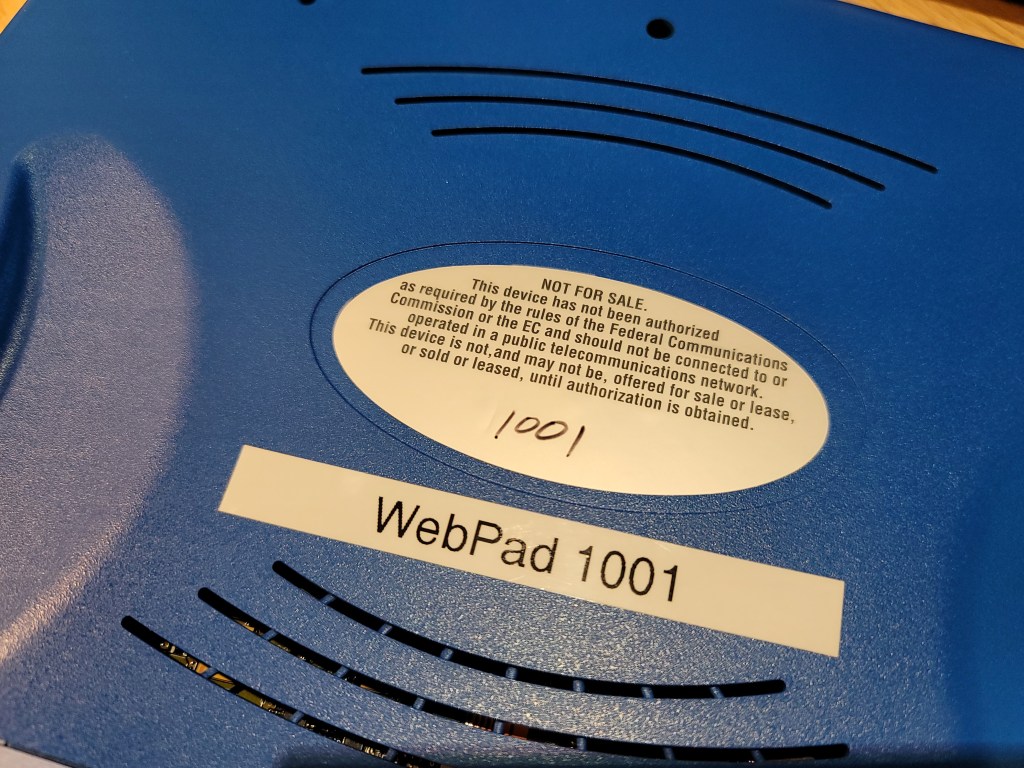 NOT FOR SALE.
This device has not been authorized
as required by the rules of the Federal Communications
Commission or the EC and should not be connected to or
operated in a public telecommunications network.
This device is not,and may not be, offered for sale or lease,
or sold or leased, until authorization is obtained.
1001
WebPad 1001